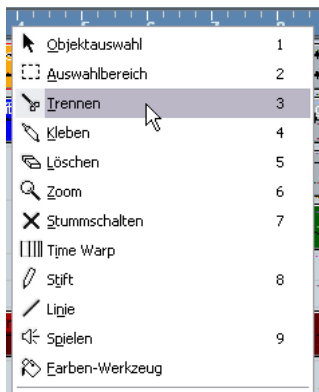 Objektauswahl 1
Auswahlbereich 2
Trennen 3
Kleben 4
Löschen 5
Zoom 6
Stummschalten 7
Time Warp
Stift 8
Linie
Spielen 9
Farben-Werkzeug